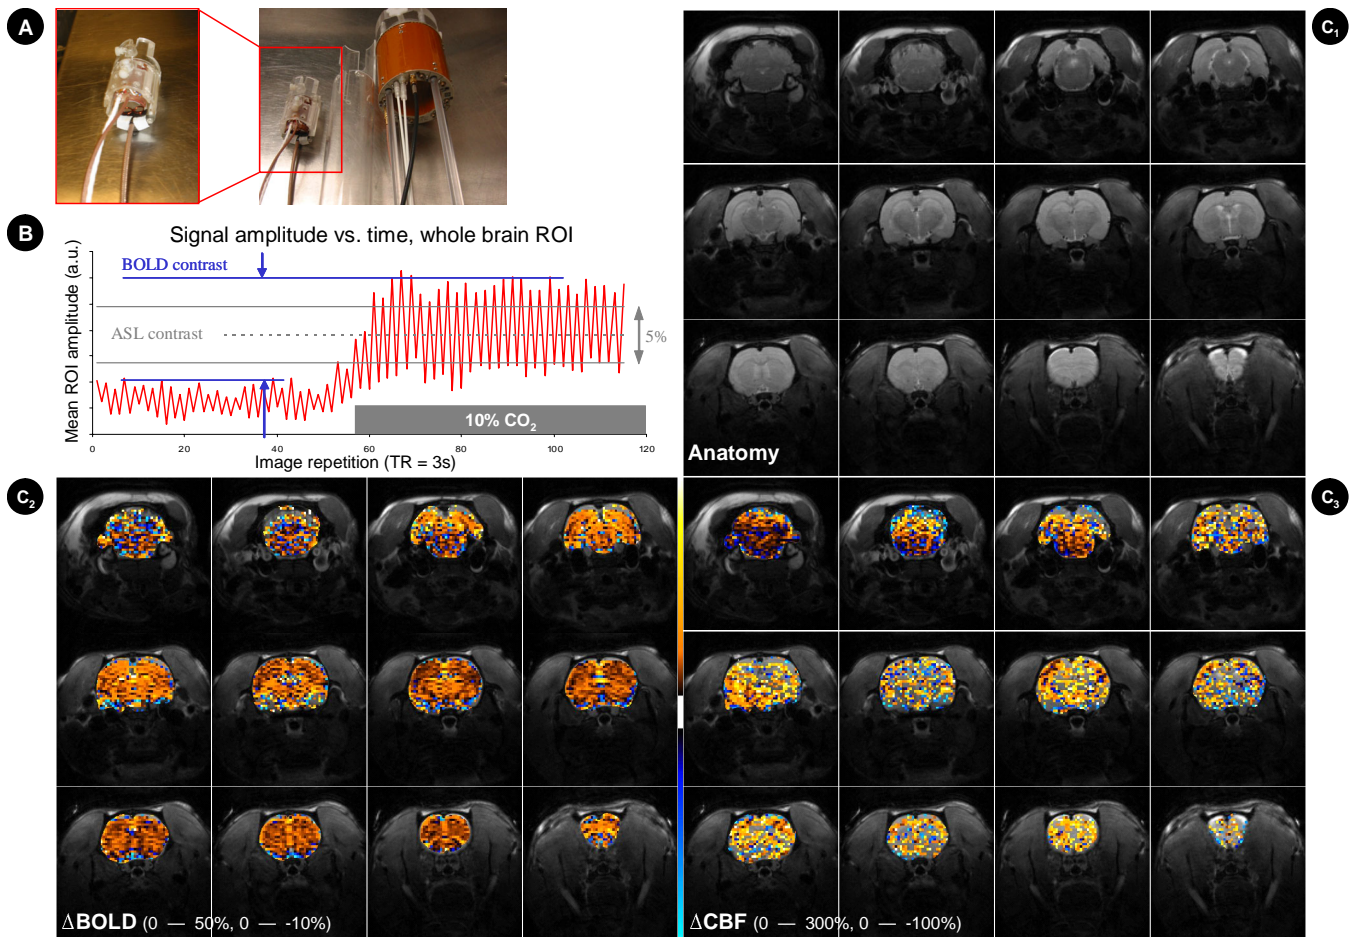 A
C₁
B
Signal amplitude vs. time, whole brain ROI
Mean ROI amplitude (a.u.)
BOLD contrast
ASL contrast
5%
10% CO₂
0 20 40 60 80 100 120
Image repetition (TR = 3s)
Anatomy
C₂
C₃
ΔBOLD (0 — 50%, 0 — -10%)
ΔCBF (0 — 300%, 0 — -100%)